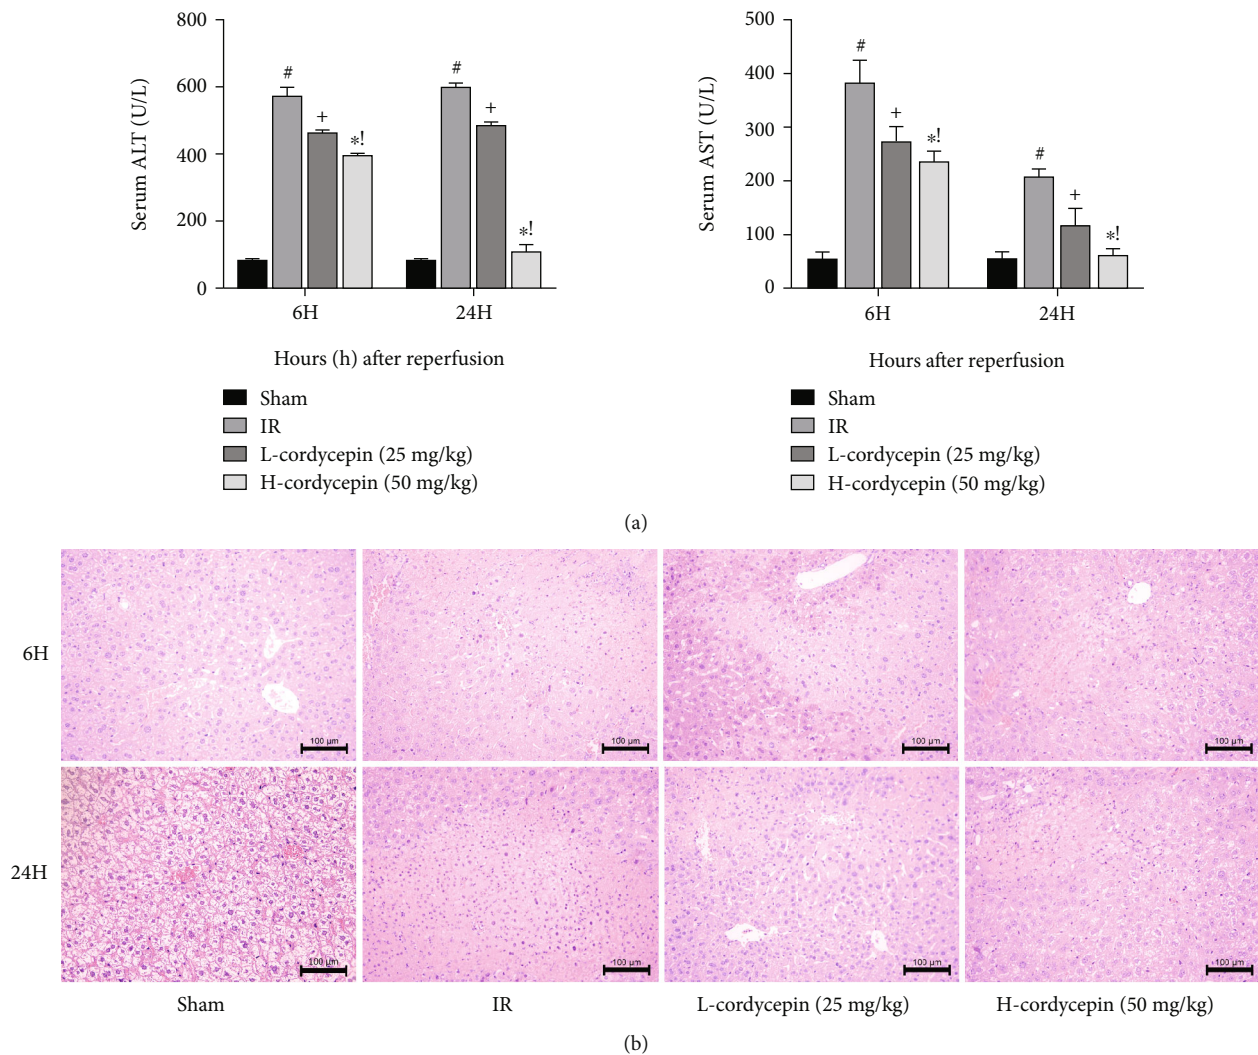 800
600
400
200
0
Serum ALT (U/L)
#
+
*!
#
+
*!
6H
24H
Hours (h) after reperfusion
Sham
IR
L-cordycepin (25 mg/kg)
H-cordycepin (50 mg/kg)
500
400
300
200
100
0
Serum AST (U/L)
#
+
*!
#
+
*!
6H
24H
Hours after reperfusion
Sham
IR
L-cordycepin (25 mg/kg)
H-cordycepin (50 mg/kg)
(a)
6H
100 µm
100 µm
100 µm
100 µm
24H
100 µm
100 µm
100 µm
100 µm
Sham
IR
L-cordycepin (25 mg/kg)
H-cordycepin (50 mg/kg)
(b)